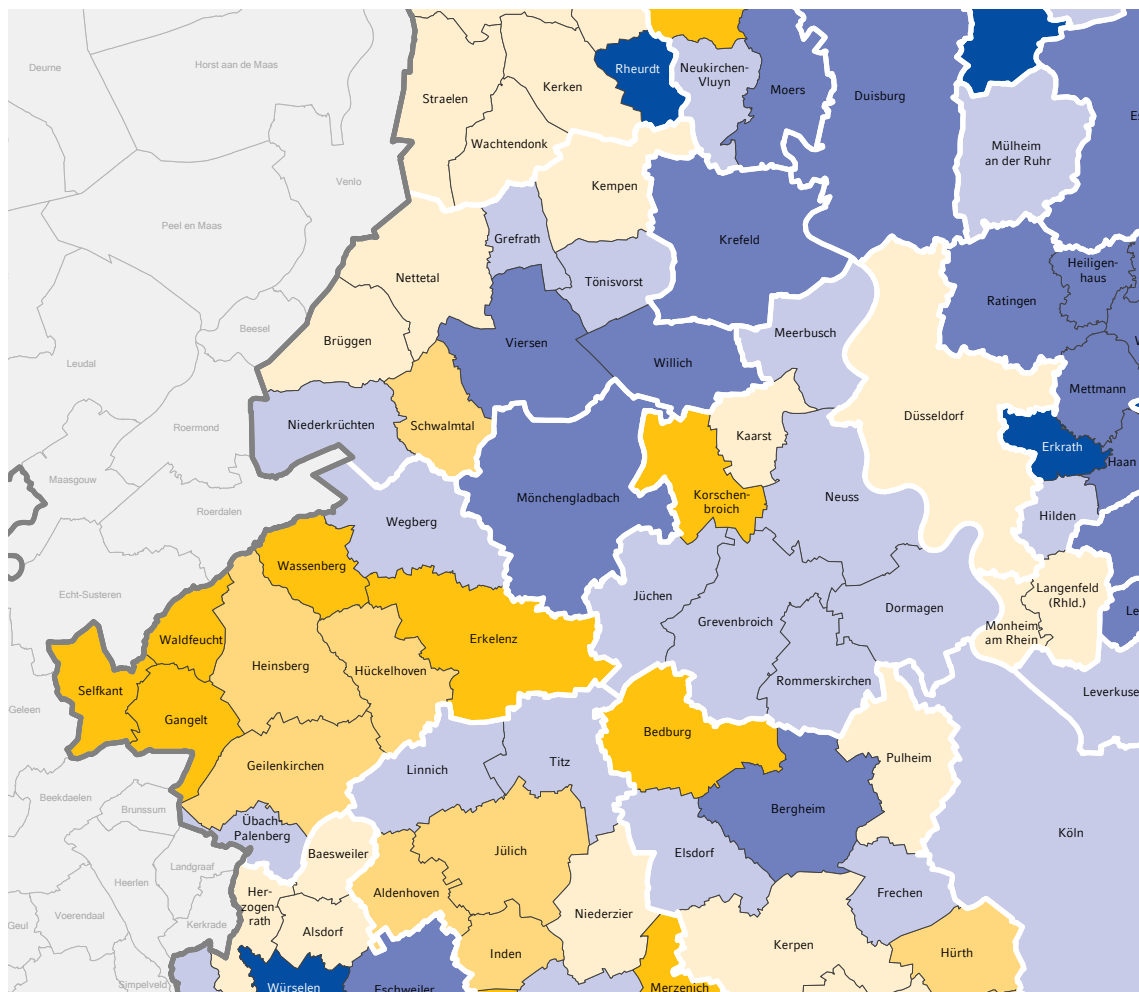 Deurne
Horst aan de Maas
Rheurdt
Neukirchen-
Vluyn
Kerken
Moers
Duisburg
Straelen
Wachtendonk
Mülheim
an der Ruhr
Venlo
Kempen
Peel en Maas
Grefrath
Krefeld
Heiligen-
haus
Nettetal
Tönisvorst
Ratingen
Beesel
Meerbusch
Brüggen
Viersen
Willich
Leudal
Mettmann
Düsseldorf
Roermond
Niederkrüchten
Schwalmtal
Kaarst
Erkrath
Haan
Maasgouw
Mönchengladbach
Korschen-
broich
Neuss
Roerdalen
Wegberg
Hilden
Wassenberg
Echt-Susteren
Jüchen
Langenfeld
(Rhld.)
Dormagen
Le
Grevenbroich
Monheim
am Rhein
Waldfeucht
Erkelenz
Heinsberg
Hückelhoven
Rommerskirchen
Selfkant
Leverkuse
Geleen
Gangelt
Bedburg
Pulheim
Geilenkirchen
Linnich
Titz
Beekdaelen
Brunssum
Bergheim
Übach-
Palenberg
Köln
Baesweiler
Jülich
Elsdorf
Landgraaf
Heerlen
Aldenhoven
Frechen
Her-
zogen-
rath
Voerendaal
Niederzier
Gul
Kerkrade
Alsdorf
Kerpen
Inden
Hürth
Simpelveld
Würselen
Eschweiler
Merzenich